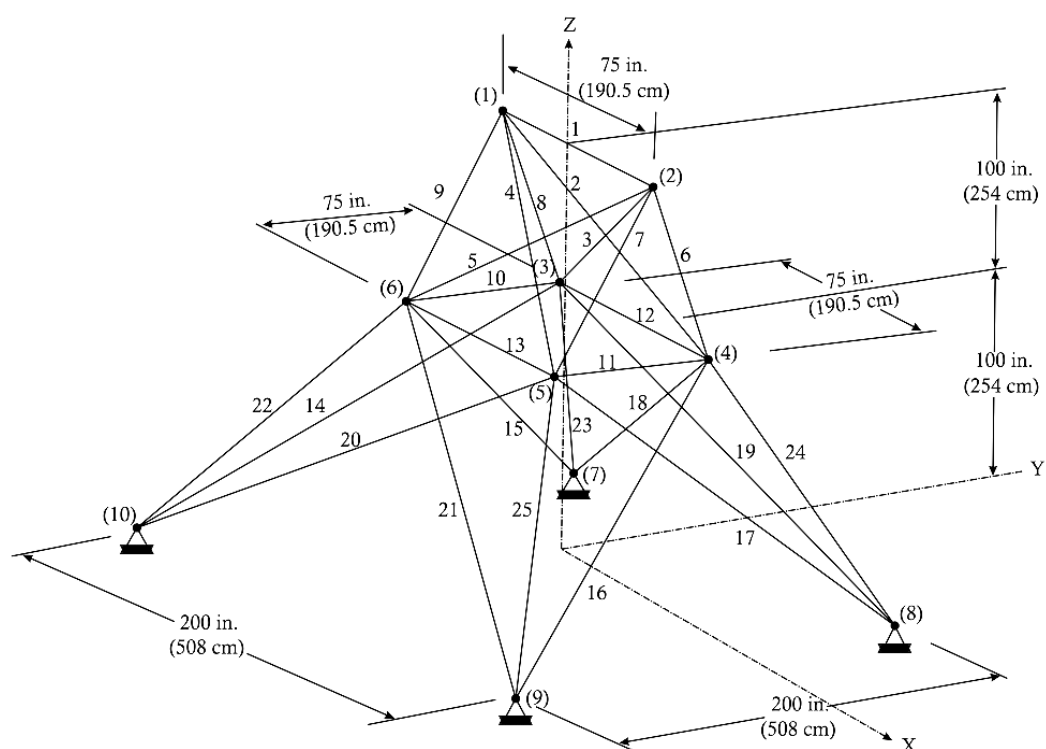 Z
75 in.
(190.5 cm)
(1)
1
(2)
100 in.
(254 cm)
9
4
8
2
75 in.
(190.5 cm)
3
7
5
6
(3)
10
(6)
75 in.
(190.5 cm)
12
13
11
(4)
(5)
100 in.
(254 cm)
22
14
18
20
15
23
19
24
Y
(7)
21
25
(10)
17
16
(8)
200 in.
(508 cm)
(9)
200 in.
(508 cm)
X